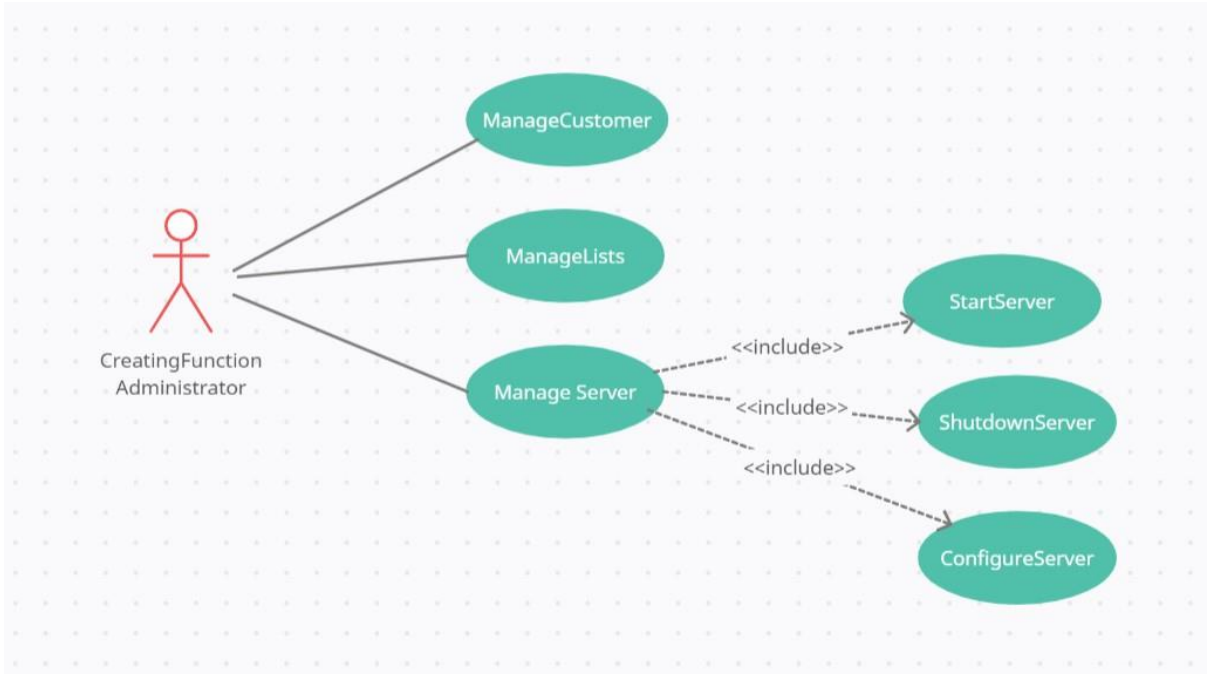 ManageCustomer
ManageLists
StartServer
<<include>>
CreatingFunction
Administrator
Manage Server
<<include>>
ShutdownServer
<<include>>
ConfigureServer